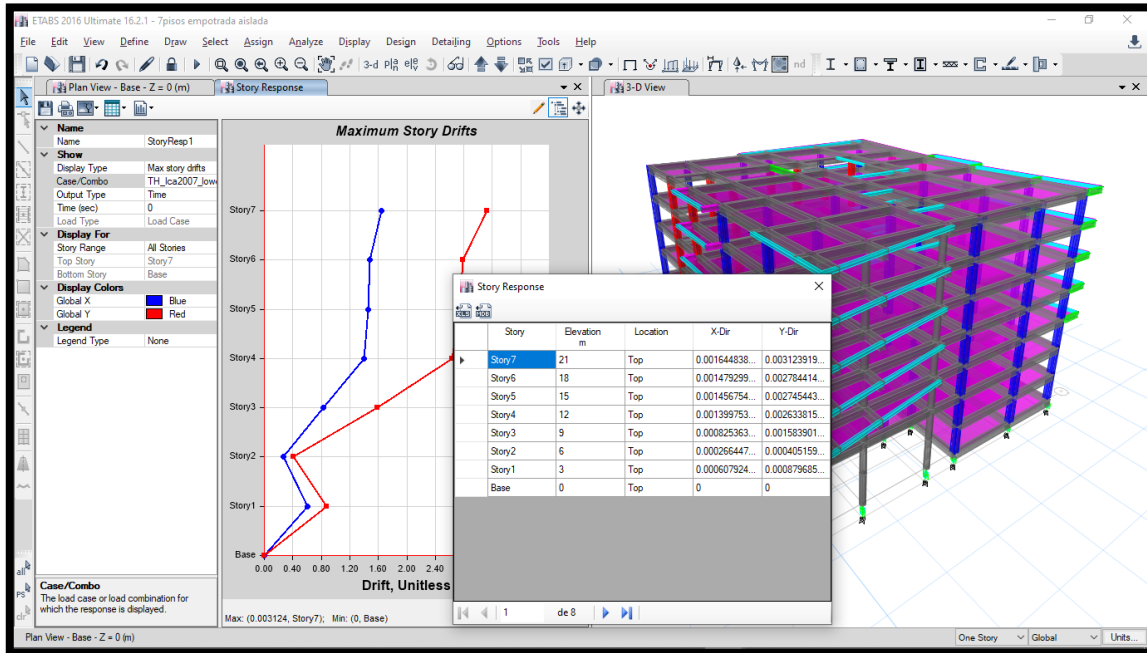 ETABS 2016 Ultimate 16.2.1 - 7pisos empotrada aislada
File Edit View Define Draw Select Assign Analyze Display Design Detailing Options Tools Help
3-d
nd
Plan View - Base - Z = 0 (m)
Story Response
3-D View
Name
Name StoryResp1
Show
Display Type Max story drifts
Case/Combo TH_Ica2007_low
Output Type Time
Time (sec) 0
Load Type Load Case
Display For
Story Range All Stories
Top Story Story7
Bottom Story Base
Display Colors
Global X Blue
Global Y Red
Legend
Legend Type None
Case/Combo
The load case or load combination for
which the response is displayed.
Maximum Story Drifts
Story7
Story6
Story5
Story4
Story3
Story2
Story1
Base
0.00 0.40 0.80 1.20 1.60 2.00 2.40
Drift, Unitless
Max: (0.003124, Story7); Min: (0, Base)
Story Response
XLS MDB
Story Elevation Location X-Dir Y-Dir
m
Story7 21 Top 0.001644838... 0.003123919...
Story6 18 Top 0.001479299... 0.002784414...
Story5 15 Top 0.001456754... 0.002745443...
Story4 12 Top 0.001399753... 0.002633815...
Story3 9 Top 0.000825363... 0.001583901...
Story2 6 Top 0.000266447... 0.000405159...
Story1 3 Top 0.000607924... 0.000879685...
Base 0 Top 0 0
1 de 8
all
PS
clr
Plan View - Base - Z = 0 (m)
One Story Global Units...